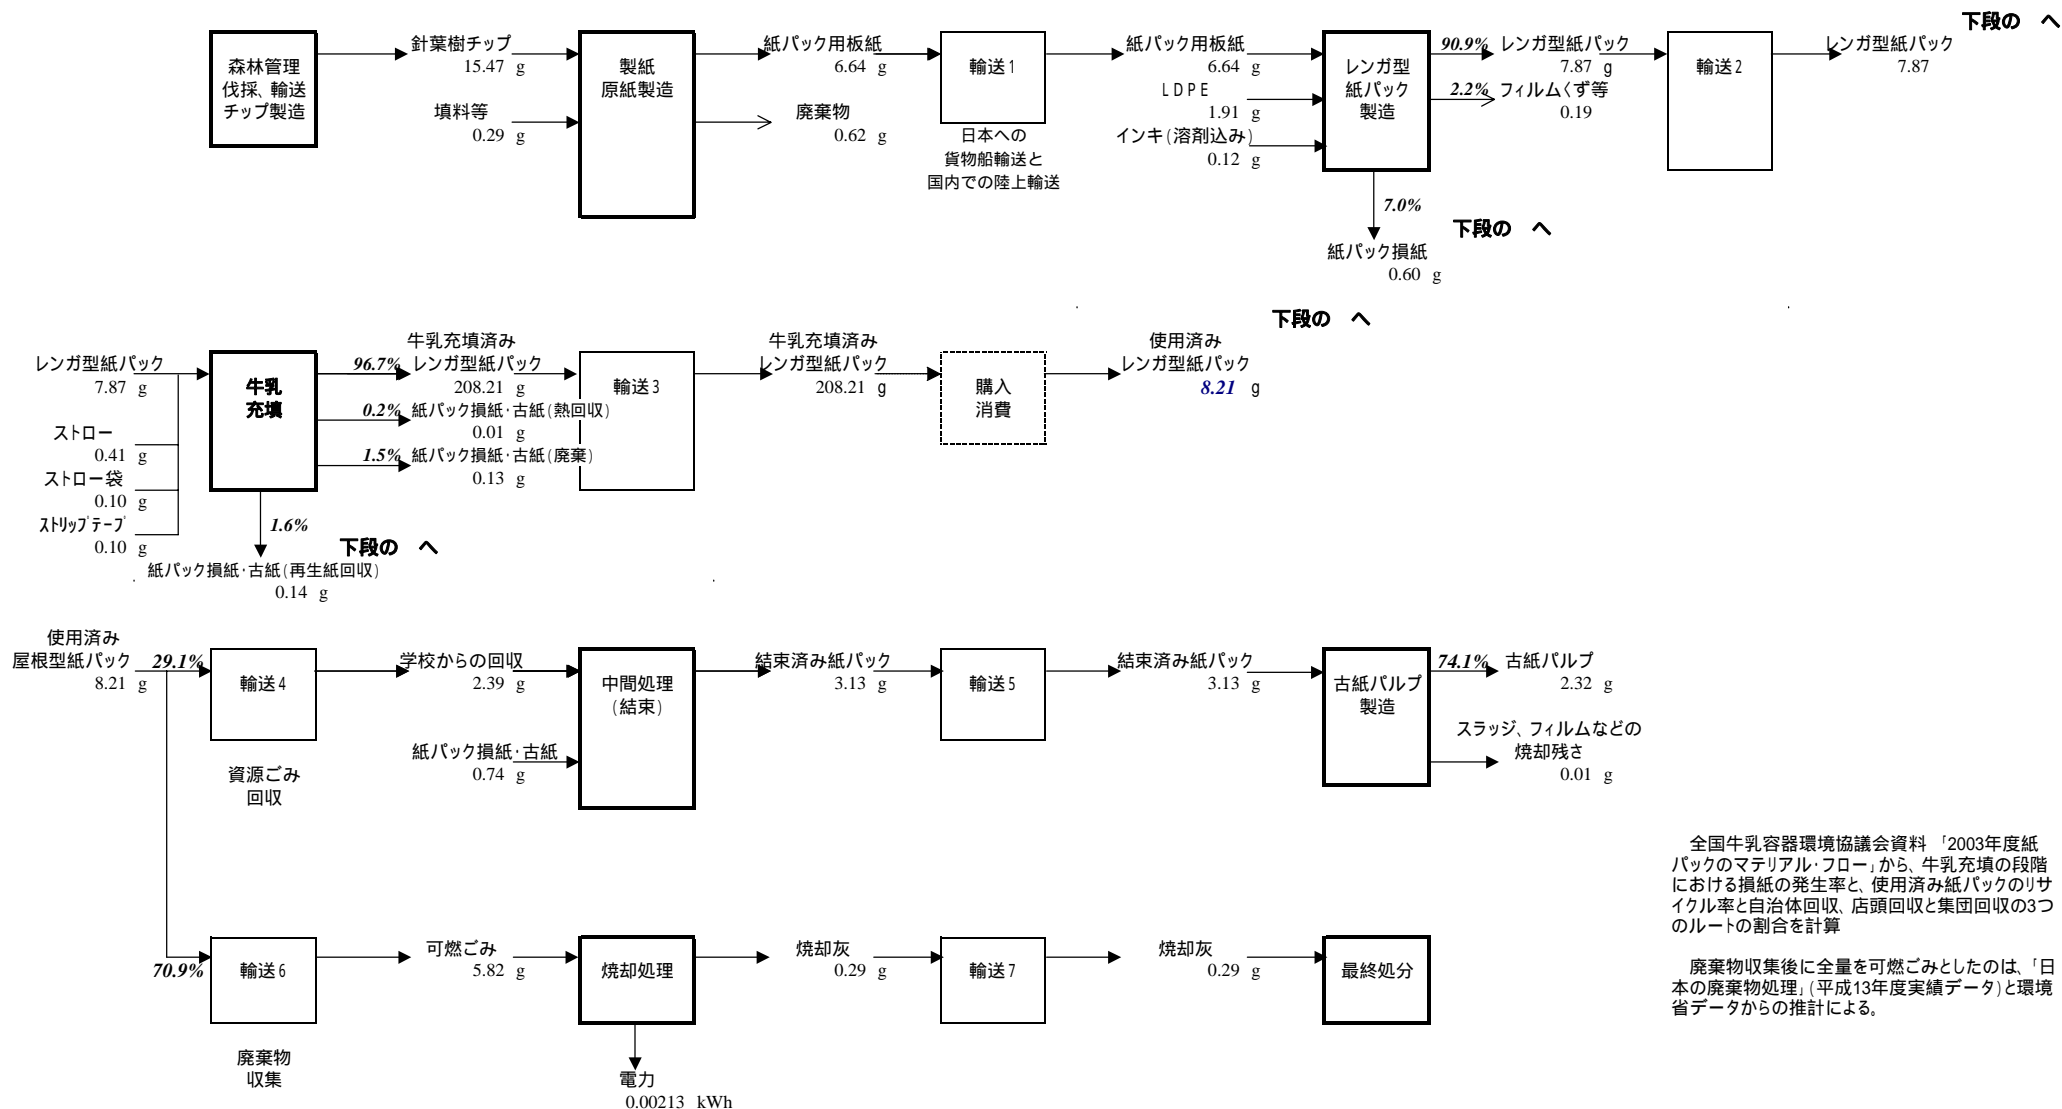 下段の　へ
森林管理
伐採、輸送
チップ製造
針葉樹チップ
15.47 g
填料等
0.29 g
製紙
原紙製造
紙パック用板紙
6.64 g
廃棄物
0.62 g
輸送1
日本への
貨物船輸送と
国内での陸上輸送
紙パック用板紙
6.64 g
LDPE
1.91 g
インキ(溶剤込み)
0.12 g
レンガ型
紙パック
製造
90.9% レンガ型紙パック
7.87 g
2.2% フィルムくず等
0.19
輸送2
レンガ型紙パック
7.87
7.0%
下段の　へ
紙パック損紙
0.60 g
下段の　へ
レンガ型紙パック
7.87 g
ストロー
0.41 g
ストロー袋
0.10 g
ストリップテープ
0.10 g
牛乳
充填
96.7%
牛乳充填済み
レンガ型紙パック
208.21 g
0.2% 紙パック損紙・古紙(熱回収)
0.01 g
1.5% 紙パック損紙・古紙(廃棄)
0.13 g
輸送3
牛乳充填済み
レンガ型紙パック
208.21 g
購入
消費
使用済み
レンガ型紙パック
8.21 g
1.6%
下段の　へ
紙パック損紙・古紙(再生紙回収)
0.14 g
使用済み
屋根型紙パック
8.21 g
29.1%
輸送4
資源ごみ
回収
学校からの回収
2.39 g
紙パック損紙・古紙
0.74 g
中間処理
(結束)
結束済み紙パック
3.13 g
輸送5
結束済み紙パック
3.13 g
古紙パルプ
製造
74.1% 古紙パルプ
2.32 g
スラッジ、フィルムなどの
焼却残さ
0.01 g
70.9%
輸送6
廃棄物
収集
可燃ごみ
5.82 g
焼却処理
電力
0.00213 kWh
焼却灰
0.29 g
輸送7
焼却灰
0.29 g
最終処分
全国牛乳容器環境協議会資料 「2003年度紙
パックのマテリアル・フロー」から、牛乳充填の段階
における損紙の発生率と、使用済み紙パックのリサ
イクル率と自治体回収、店頭回収と集団回収の3つ
のルートの割合を計算
廃棄物収集後に全量を可燃ごみとしたのは、「日
本の廃棄物処理」(平成13年度実績データ)と環境
省データからの推計による。